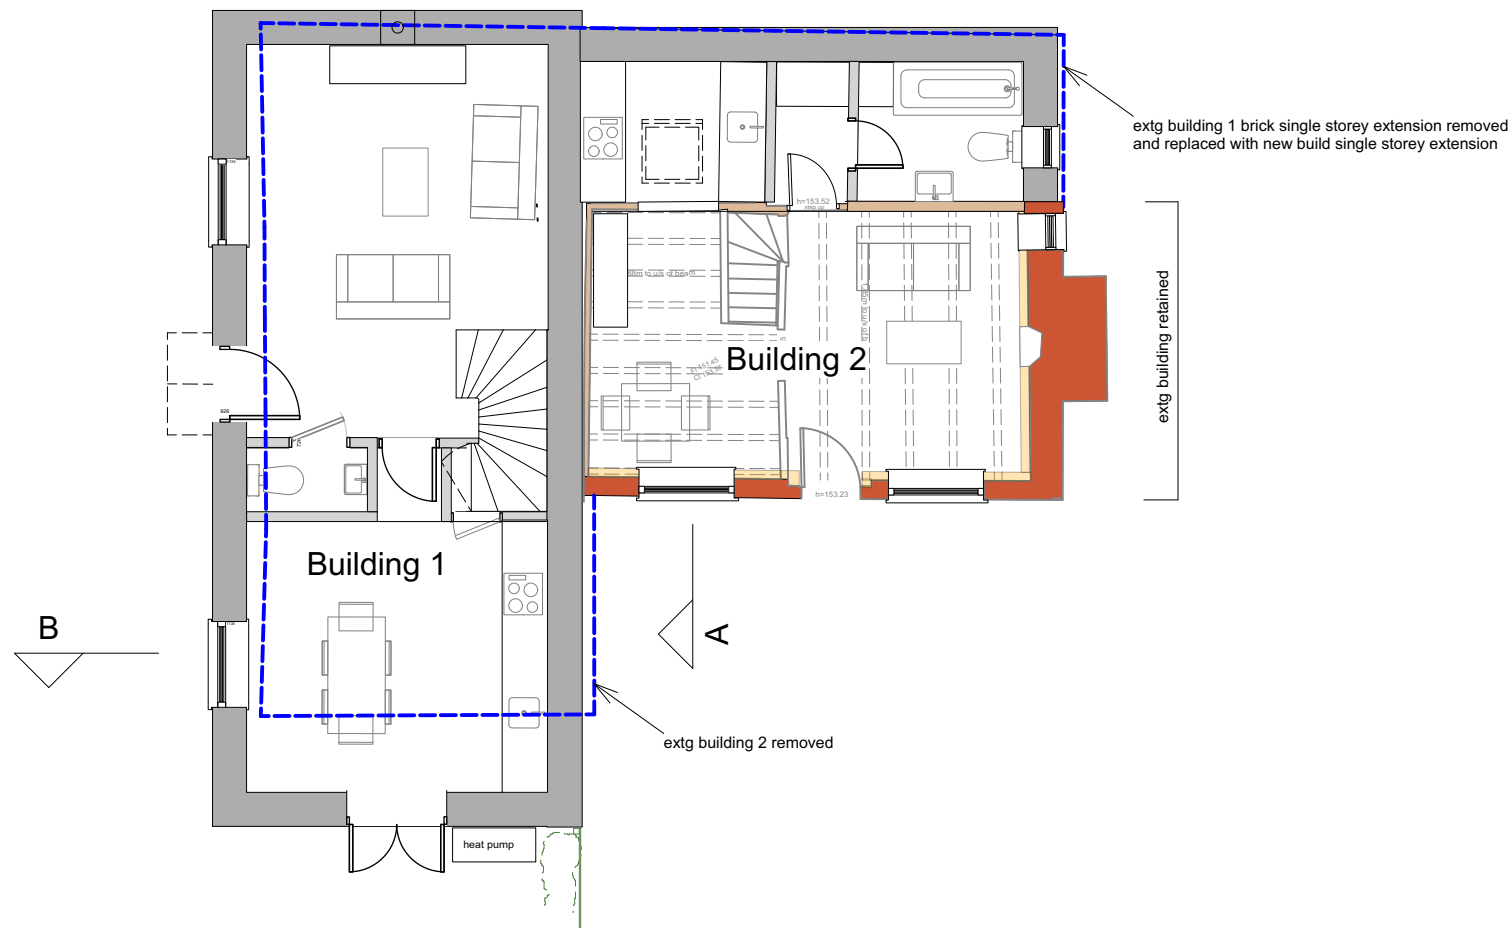 extg building 1 brick single storey extension removed
and replaced with new build single storey extension
h=153.52
step up
extg building retained
Building 2
h=153.23
926
Building 1
B
A
extg building 2 removed
heat pump